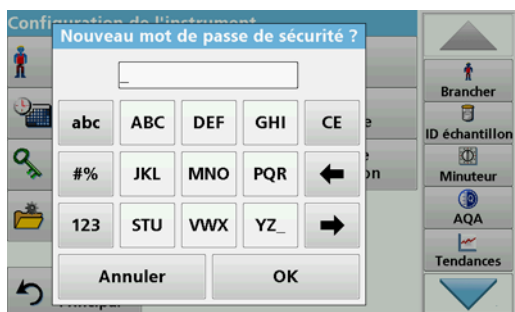 Configuration de l'instrument
Nouveau mot de passe de sécurité ?
_
abc ABC DEF GHI CE
#% JKL MNO PQR
123 STU VWX YZ_
Annuler OK
Principal
Brancher
ID échantillon
Minuteur
AQA
Tendances